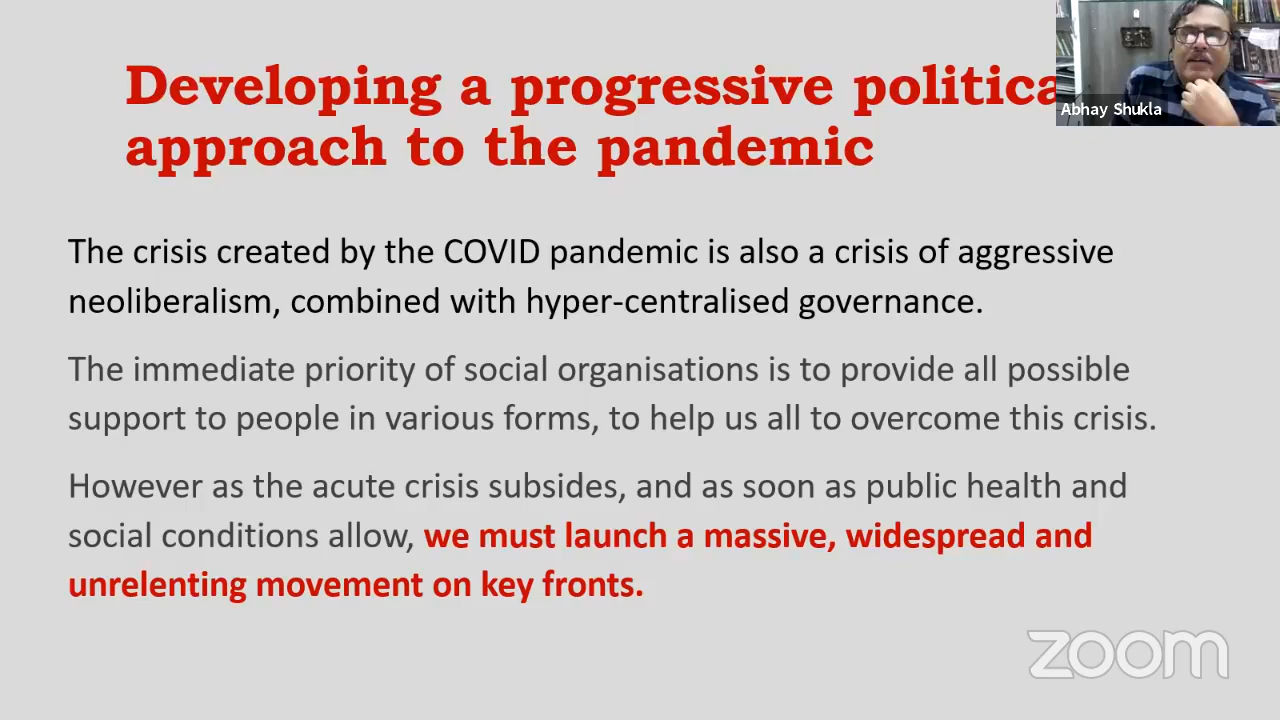 Developing a progressive politica
approach to the pandemic
Abhay Shukla
The crisis created by the COVID pandemic is also a crisis of aggressive
neoliberalism, combined with hyper-centralised governance.
The immediate priority of social organisations is to provide all possible
support to people in various forms, to help us all to overcome this crisis.
However as the acute crisis subsides, and as soon as public health and
social conditions allow, we must launch a massive, widespread and
unrelenting movement on key fronts.
zoom